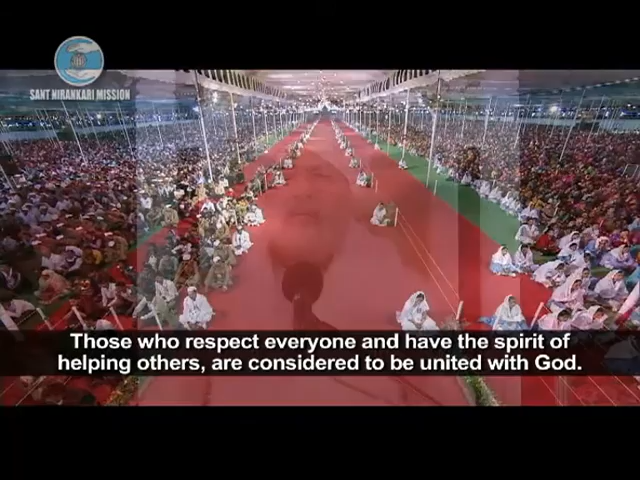 SANT NIRANKARI MISSION
Those who respect everyone and have the spirit of
helping others, are considered to be united with God.